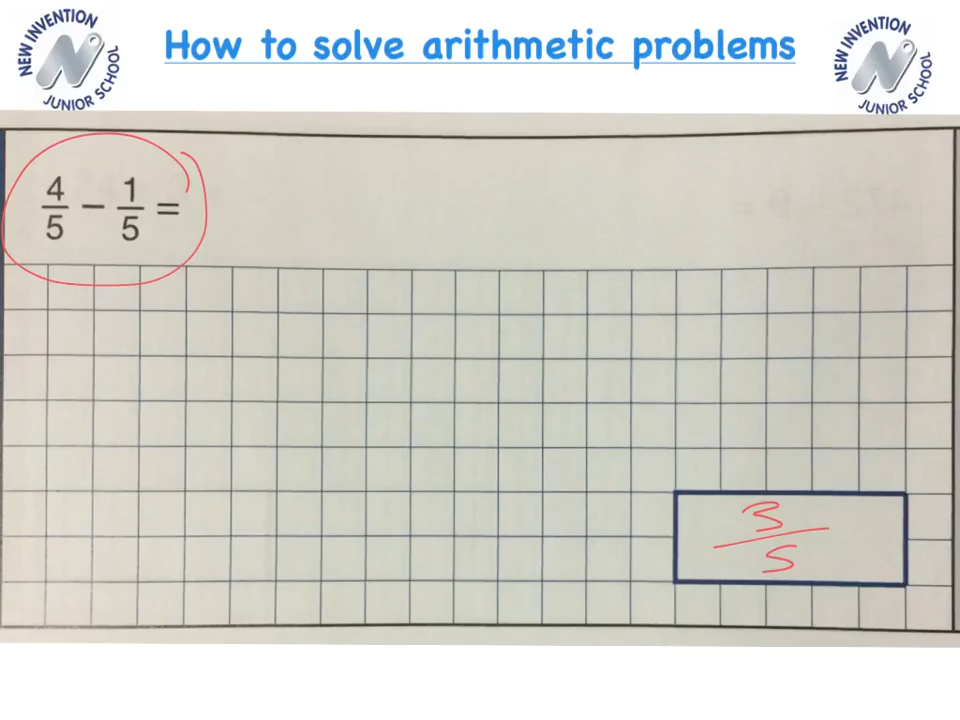 NEW INVENTION
JUNIOR SCHOOL
How to solve arithmetic problems
NEW INVENTION
JUNIOR SCHOOL
4/5 − 1/5 =
3/5